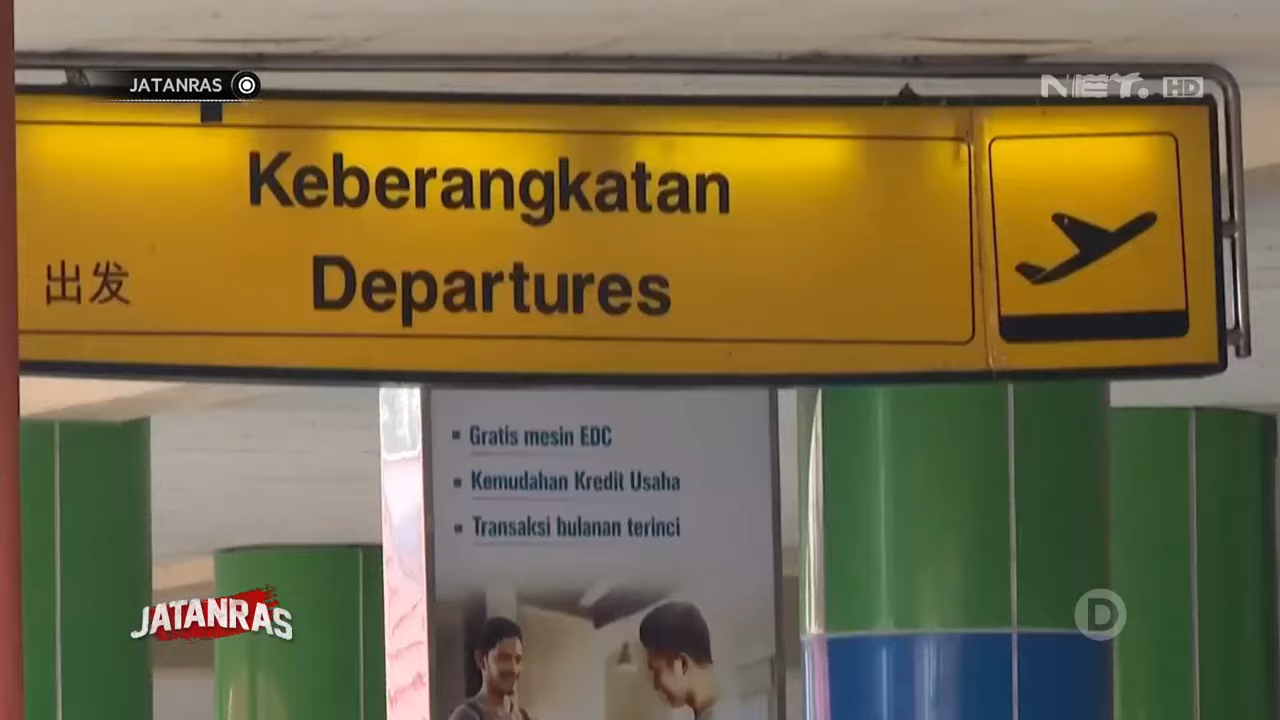 JATANRAS
NET. HD
Keberangkatan
出发
Departures
Gratis mesin EDC
Kemudahan Kredit Usaha
Transaksi bulanan terinci
JATANRAS
D